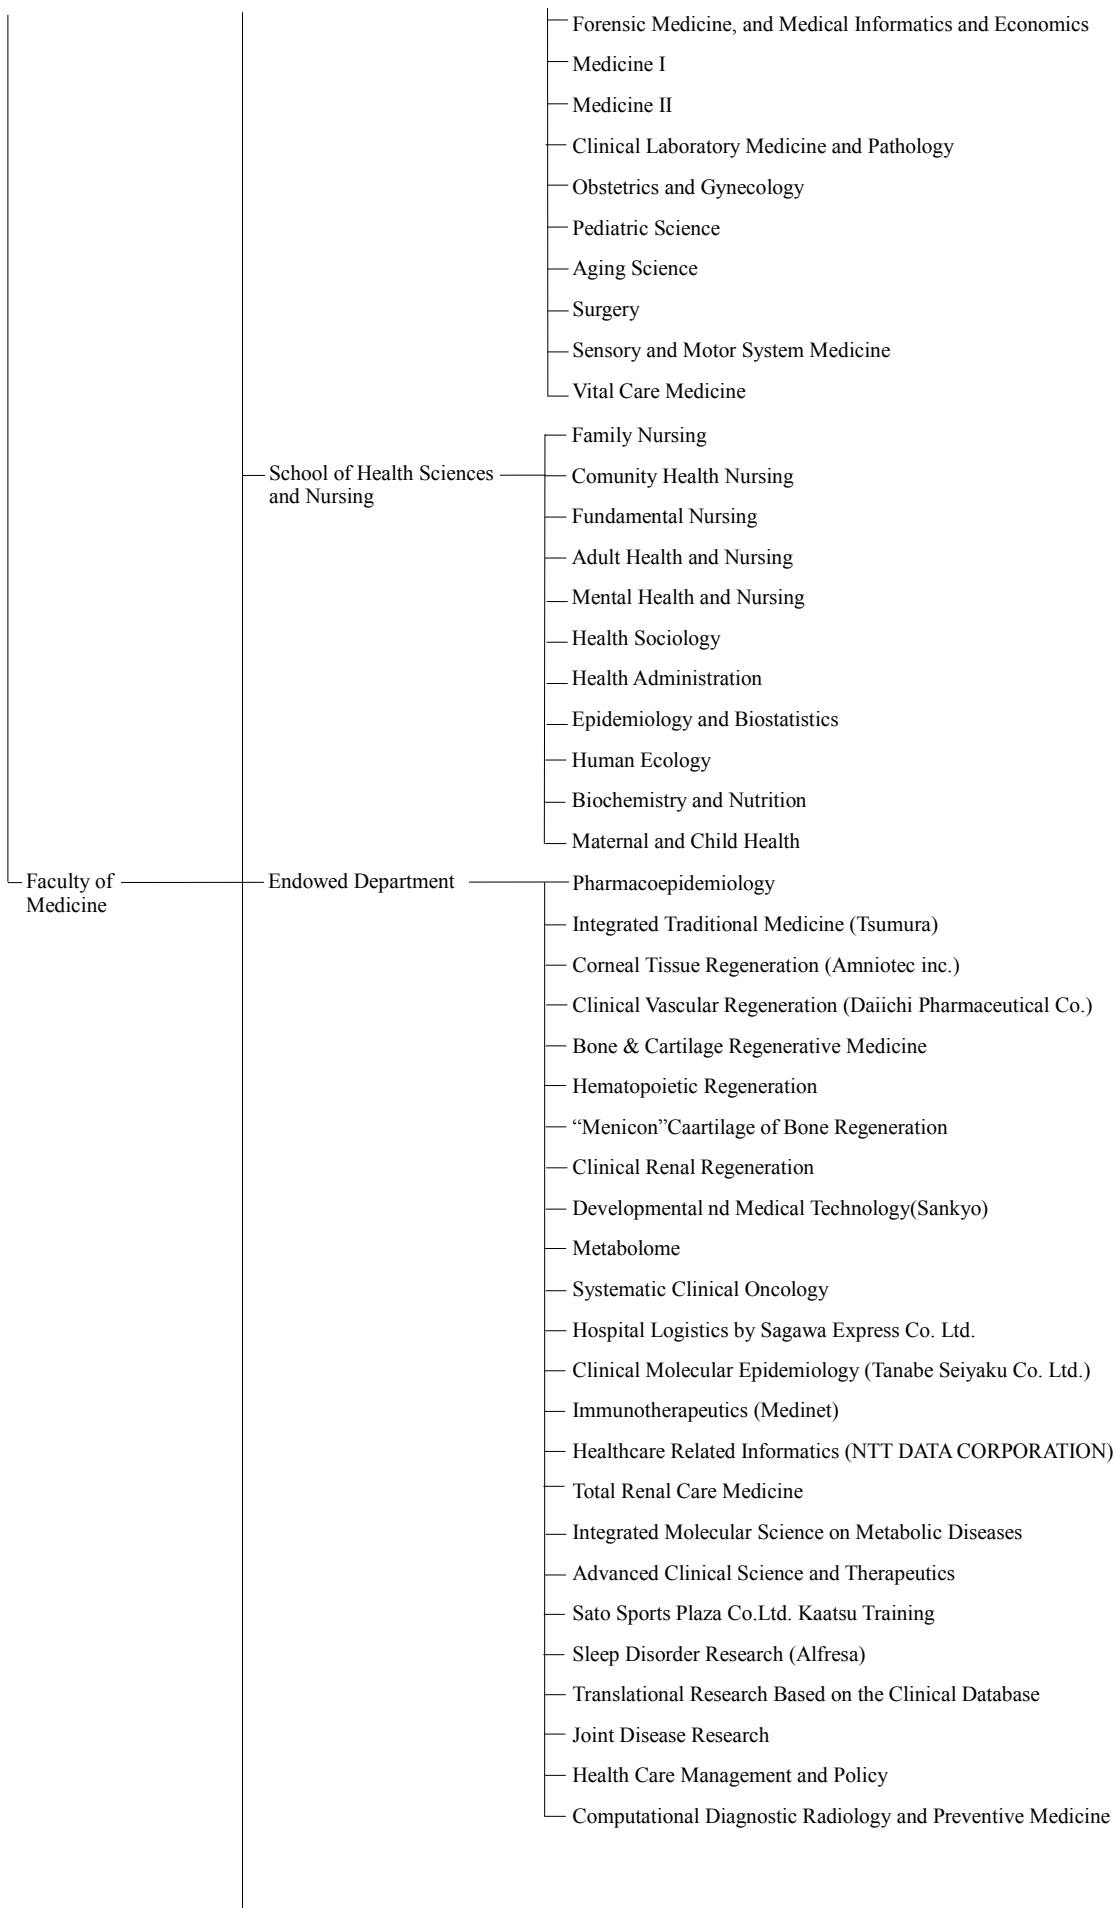 Forensic Medicine, and Medical Informatics and Economics
Medicine I
Medicine II
Clinical Laboratory Medicine and Pathology
Obstetrics and Gynecology
Pediatric Science
Aging Science
Surgery
Sensory and Motor System Medicine
Vital Care Medicine
School of Health Sciences
and Nursing
Family Nursing
Comunity Health Nursing
Fundamental Nursing
Adult Health and Nursing
Mental Health and Nursing
Health Sociology
Health Administration
Epidemiology and Biostatistics
Human Ecology
Biochemistry and Nutrition
Maternal and Child Health
Faculty of
Medicine
Endowed Department
Pharmacoepidemiology
Integrated Traditional Medicine (Tsumura)
Corneal Tissue Regeneration (Amniotec inc.)
Clinical Vascular Regeneration (Daiichi Pharmaceutical Co.)
Bone & Cartilage Regenerative Medicine
Hematopoietic Regeneration
“Menicon”Caartilage of Bone Regeneration
Clinical Renal Regeneration
Developmental nd Medical Technology(Sankyo)
Metabolome
Systematic Clinical Oncology
Hospital Logistics by Sagawa Express Co. Ltd.
Clinical Molecular Epidemiology (Tanabe Seiyaku Co. Ltd.)
Immunotherapeutics (Medinet)
Healthcare Related Informatics (NTT DATA CORPORATION)
Total Renal Care Medicine
Integrated Molecular Science on Metabolic Diseases
Advanced Clinical Science and Therapeutics
Sato Sports Plaza Co.Ltd. Kaatsu Training
Sleep Disorder Research (Alfresa)
Translational Research Based on the Clinical Database
Joint Disease Research
Health Care Management and Policy
Computational Diagnostic Radiology and Preventive Medicine